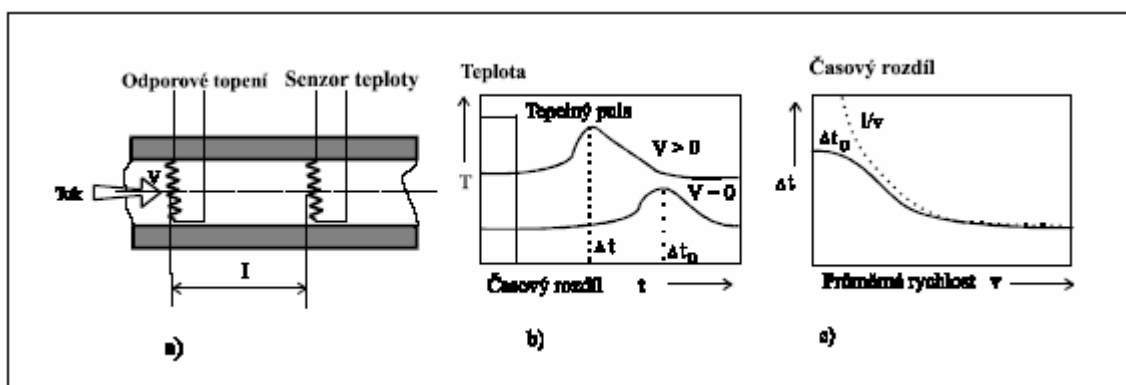 Odporové topení
Senzor teploty
V
Tok
l
a)
Teplota
T
Tepelný puls
V > 0
V = 0
Δt
Δt₀
Časový rozdíl t
b)
Časový rozdíl
l/v
Δt₀
Δt
Průměrná rychlost v
c)